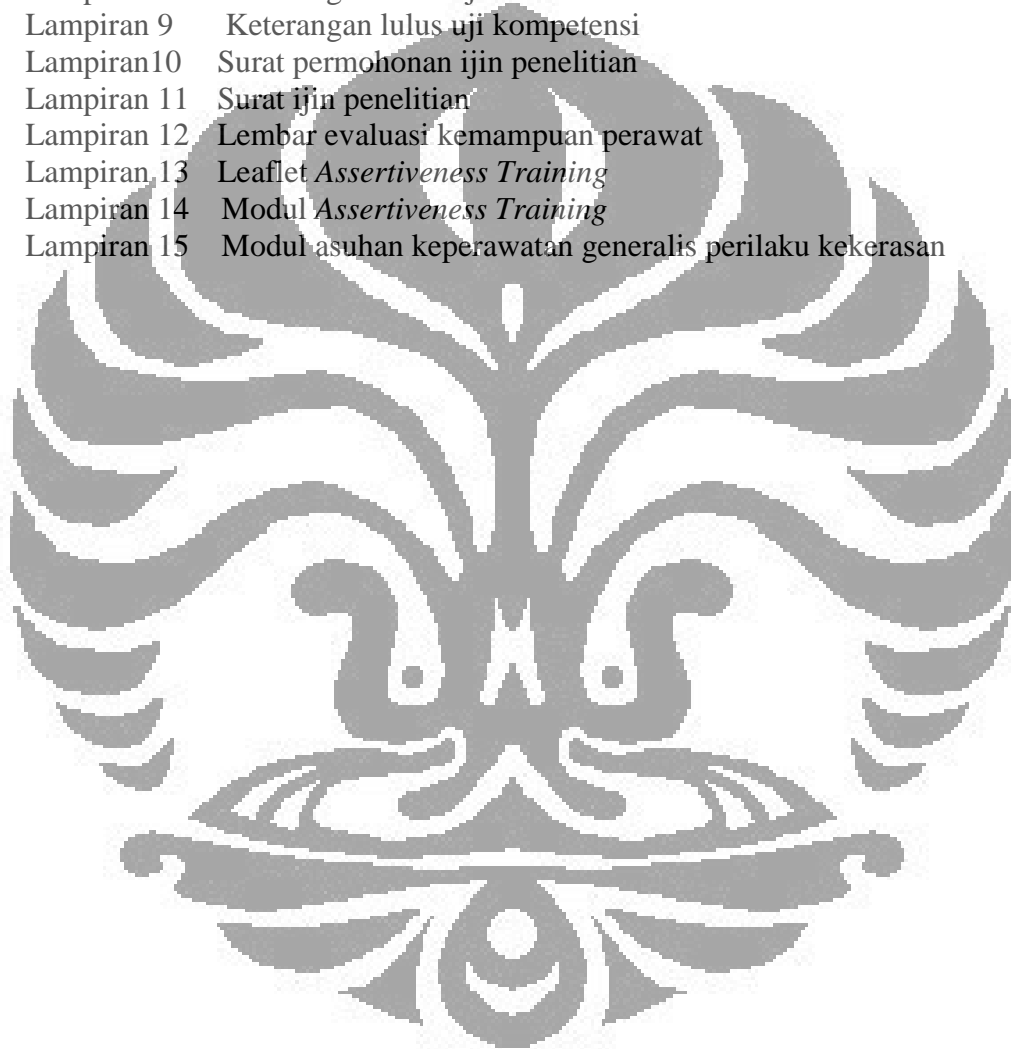 Lampiran 9 Keterangan lulus uji kompetensi
Lampiran10 Surat permohonan ijin penelitian
Lampiran 11 Surat ijin penelitian
Lampiran 12 Lembar evaluasi kemampuan perawat
Lampiran 13 Leaflet Assertiveness Training
Lampiran 14 Modul Assertiveness Training
Lampiran 15 Modul asuhan keperawatan generalis perilaku kekerasan